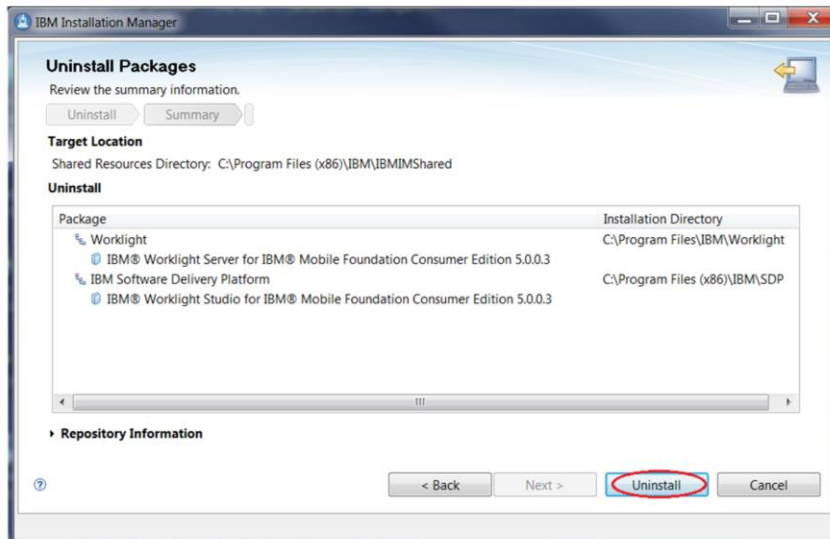 IBM Installation Manager
Uninstall Packages
Review the summary information.
Uninstall Summary
Target Location
Shared Resources Directory: C:\Program Files (x86)\IBM\IBMIMShared
Uninstall
Package Installation Directory
Worklight C:\Program Files\IBM\Worklight
IBM® Worklight Server for IBM® Mobile Foundation Consumer Edition 5.0.0.3
IBM Software Delivery Platform C:\Program Files (x86)\IBM\SDP
IBM® Worklight Studio for IBM® Mobile Foundation Consumer Edition 5.0.0.3
Repository Information
? < Back Next > Uninstall Cancel